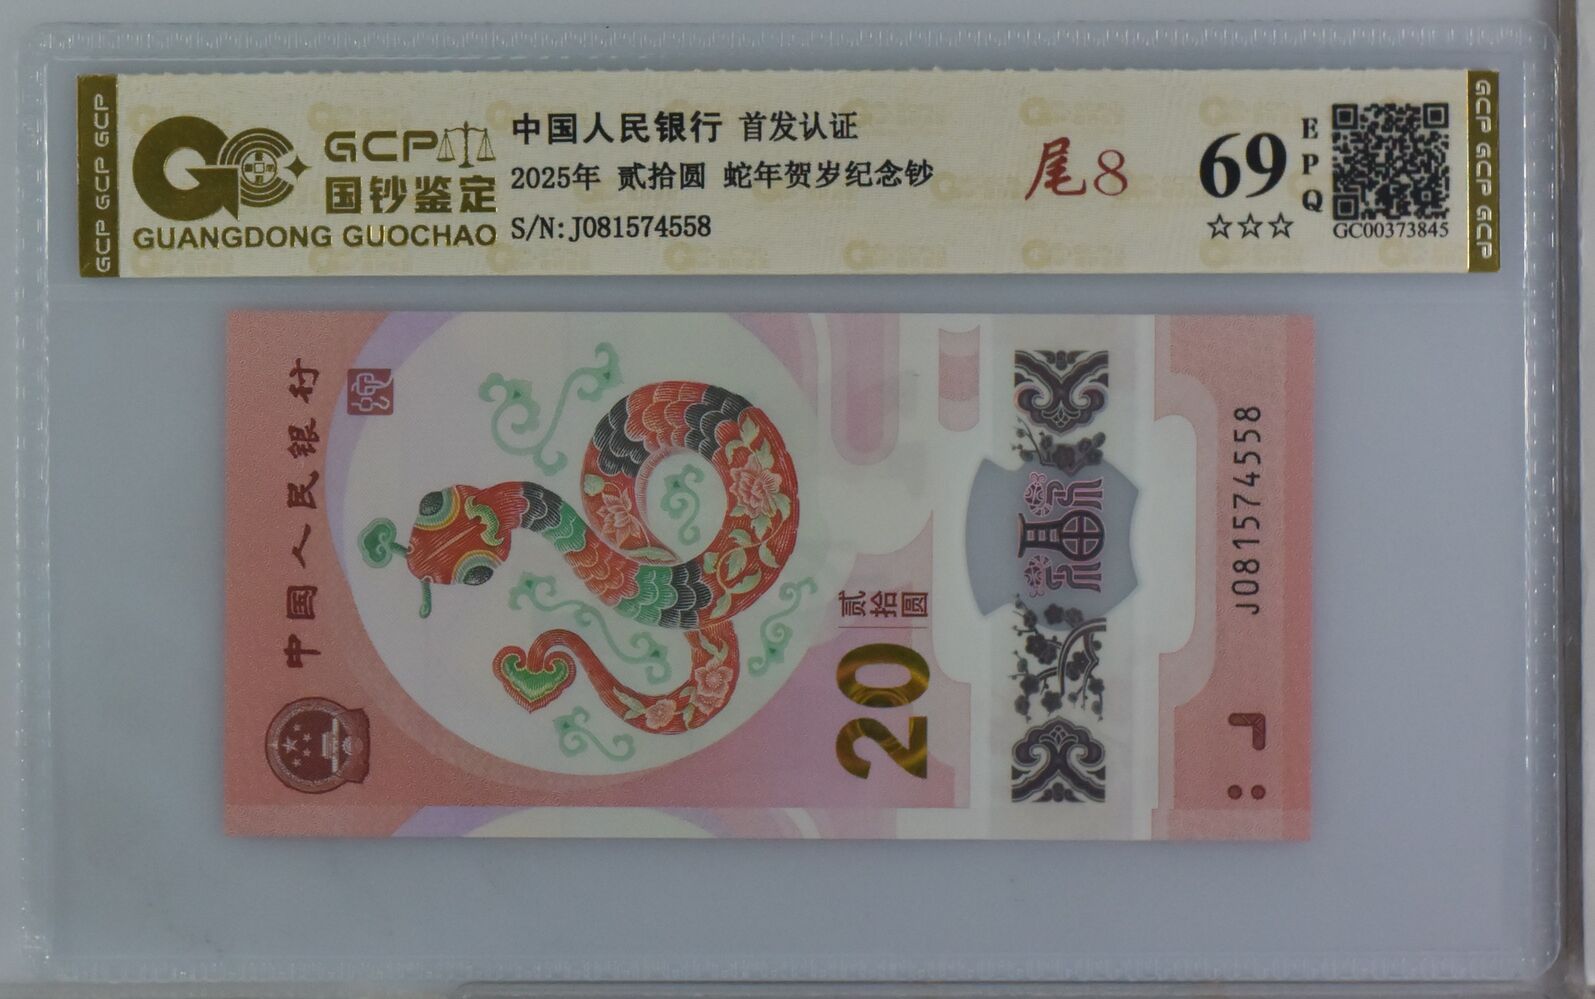 GCP GCP GCP
GCP
国钞鉴定
GUANGDONG GUOCHAO
中国人民银行 首发认证
2025年 贰拾圆 蛇年贺岁纪念钞
S/N:J081574558
尾8
69
EPQ
☆☆☆
GC00373845
GCP GCP GCP
中国人民银行
贰拾圆
20
福
J081574558